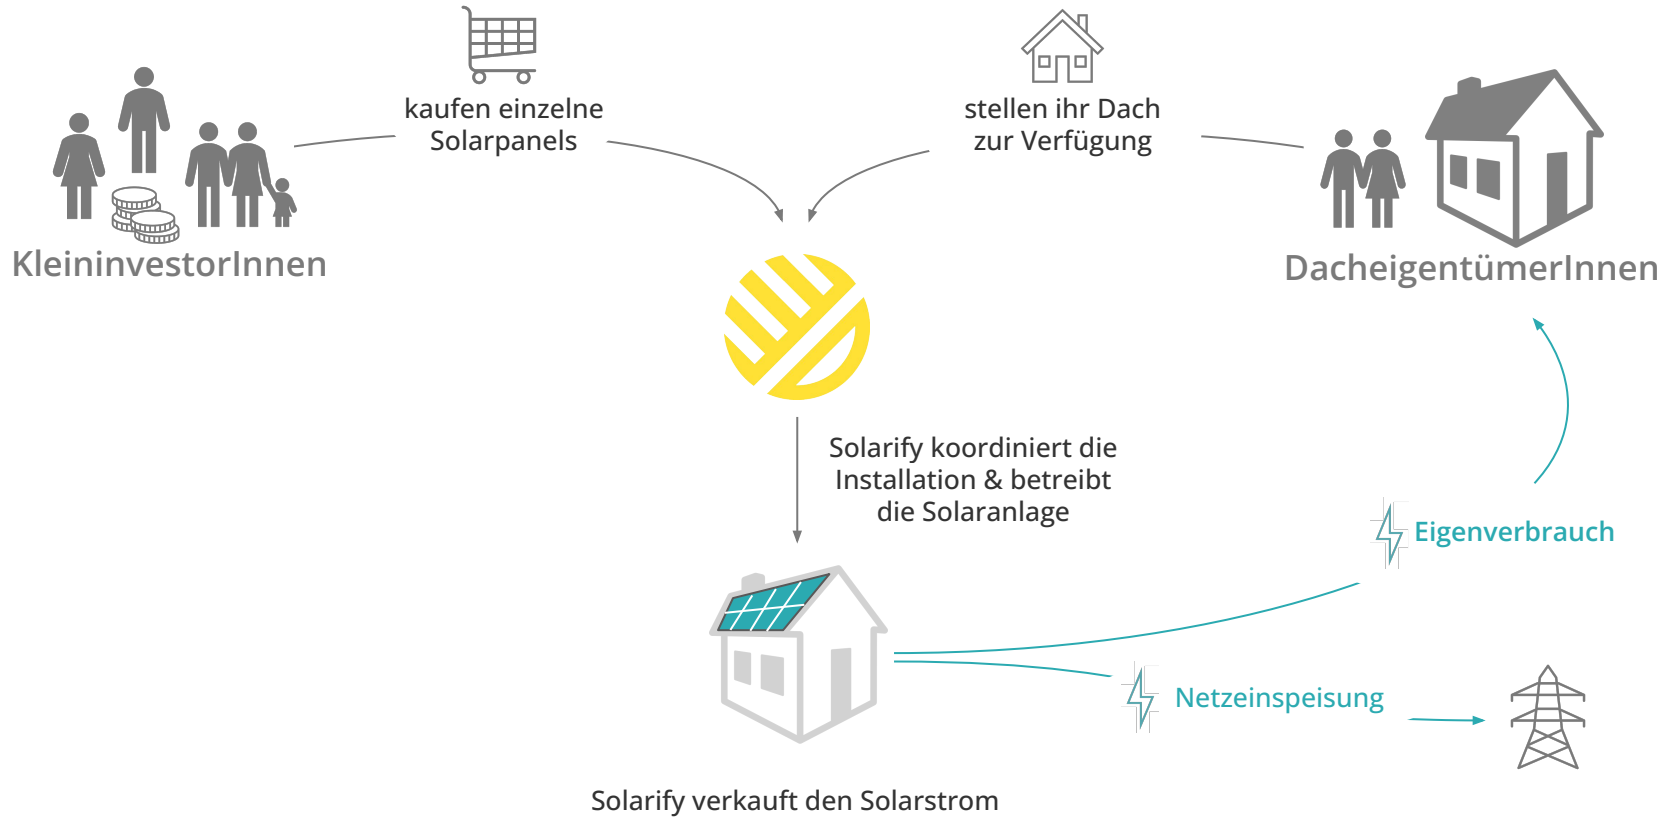 kaufen einzelne
Solarpanels
stellen ihr Dach
zur Verfügung
KleininvestorInnen
DacheigentümerInnen
Solarify koordiniert die
Installation & betreibt
die Solaranlage
Eigenverbrauch
Netzeinspeisung
Solarify verkauft den Solarstrom